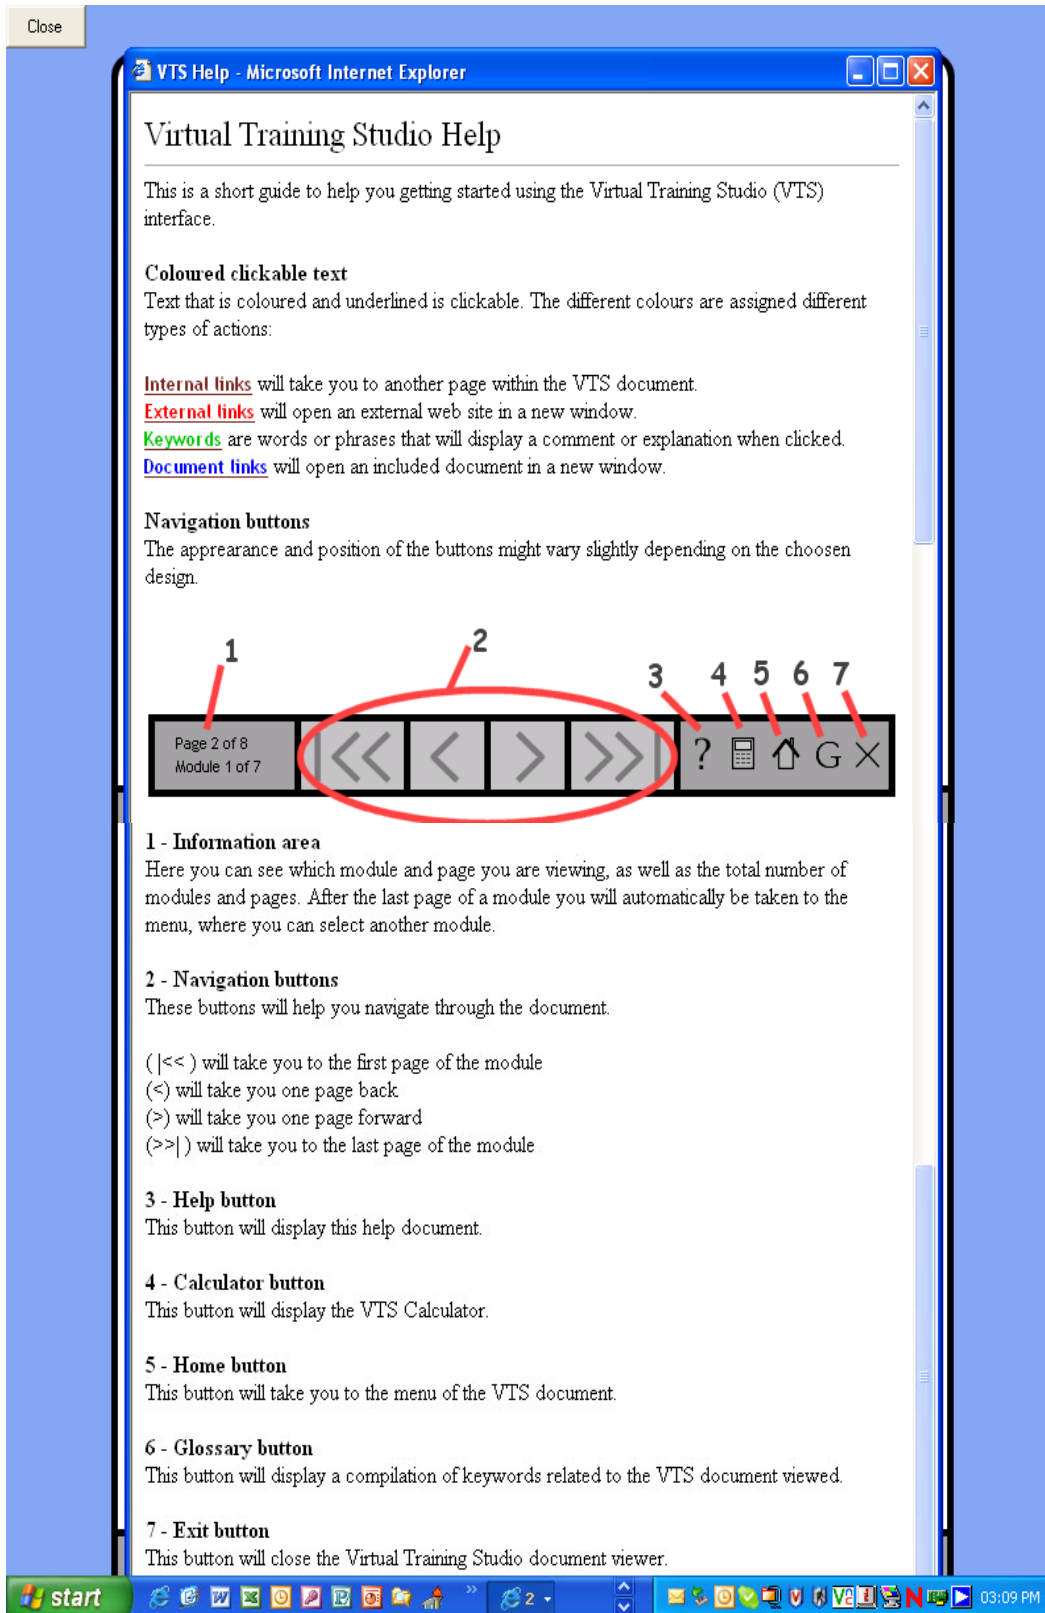 Close
VTS Help - Microsoft Internet Explorer
Virtual Training Studio Help
This is a short guide to help you getting started using the Virtual Training Studio (VTS)
interface.
Coloured clickable text
Text that is coloured and underlined is clickable. The different colours are assigned different
types of actions:
Internal links will take you to another page within the VTS document.
External links will open an external web site in a new window.
Keywords are words or phrases that will display a comment or explanation when clicked.
Document links will open an included document in a new window.
Navigation buttons
The apprearance and position of the buttons might vary slightly depending on the choosen
design.
1 2 3 4 5 6 7
Page 2 of 8
Module 1 of 7
|<< < > >>| ? G X
1 - Information area
Here you can see which module and page you are viewing, as well as the total number of
modules and pages. After the last page of a module you will automatically be taken to the
menu, where you can select another module.
2 - Navigation buttons
These buttons will help you navigate through the document.
( |<< ) will take you to the first page of the module
(<) will take you one page back
(>) will take you one page forward
(>>| ) will take you to the last page of the module
3 - Help button
This button will display this help document.
4 - Calculator button
This button will display the VTS Calculator.
5 - Home button
This button will take you to the menu of the VTS document.
6 - Glossary button
This button will display a compilation of keywords related to the VTS document viewed.
7 - Exit button
This button will close the Virtual Training Studio document viewer.
start
2
03:09 PM